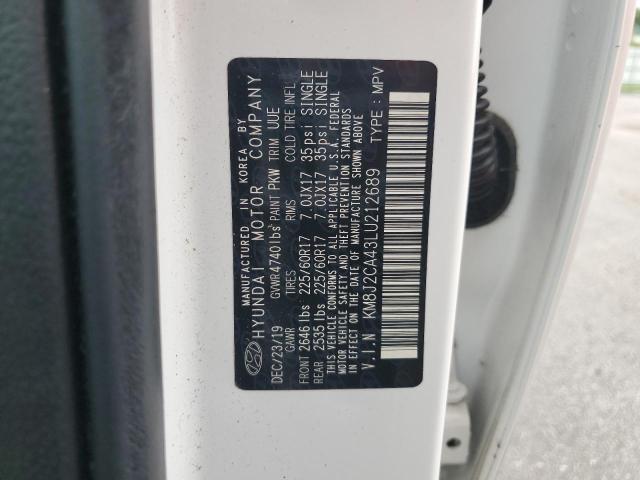 MANUFACTURED IN KOREA BY
HYUNDAI MOTOR COMPANY
DEC/23/19 GVWR4740lbs PAINT PKW TRIM UUE
GAWR TIRES RIMS COLD TIRE INFL
FRONT 2646 lbs 225/60R17 7.0JX17 35psi SINGLE
REAR 2535 lbs 225/60R17 7.0JX17 35psi SINGLE
THIS VEHICLE CONFORMS TO ALL APPLICABLE U.S.A. FEDERAL
MOTOR VEHICLE SAFETY AND THEFT PREVENTION STANDARDS
IN EFFECT ON THE DATE OF MANUFACTURE SHOWN ABOVE
V.I.N KM8J2CA43LU212689 TYPE : MPV